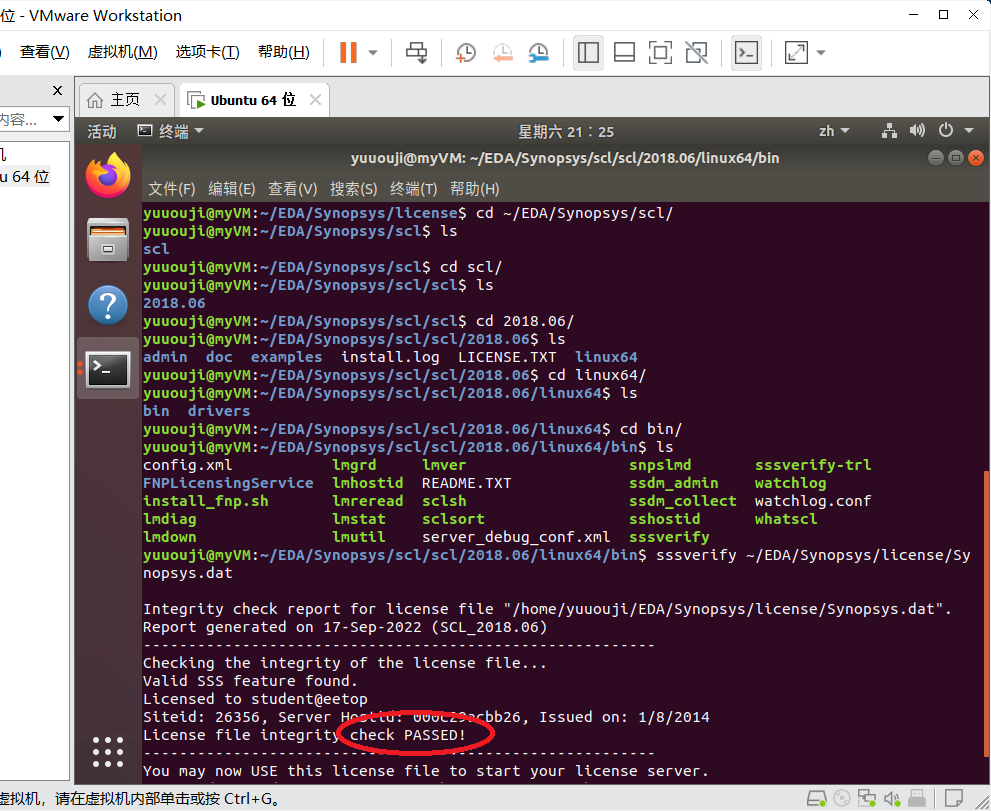 位 - VMware Workstation
查看(V) 虚拟机(M) 选项卡(T) 帮助(H)
内容...
主页 Ubuntu 64 位
机
u 64 位
活动 终端 星期六 21：25 zh
yuuouji@myVM: ~/EDA/Synopsys/scl/scl/2018.06/linux64/bin
文件(F) 编辑(E) 查看(V) 搜索(S) 终端(T) 帮助(H)
yuuouji@myVM:~/EDA/Synopsys/license$ cd ~/EDA/Synopsys/scl/
yuuouji@myVM:~/EDA/Synopsys/scl$ ls
scl
yuuouji@myVM:~/EDA/Synopsys/scl$ cd scl/
yuuouji@myVM:~/EDA/Synopsys/scl/scl$ ls
2018.06
yuuouji@myVM:~/EDA/Synopsys/scl/scl$ cd 2018.06/
yuuouji@myVM:~/EDA/Synopsys/scl/scl/2018.06$ ls
admin doc examples install.log LICENSE.TXT linux64
yuuouji@myVM:~/EDA/Synopsys/scl/scl/2018.06$ cd linux64/
yuuouji@myVM:~/EDA/Synopsys/scl/scl/2018.06/linux64$ ls
bin drivers
yuuouji@myVM:~/EDA/Synopsys/scl/scl/2018.06/linux64$ cd bin/
yuuouji@myVM:~/EDA/Synopsys/scl/scl/2018.06/linux64/bin$ ls
config.xml lmgrd lmver snpslmd sssverify-trl
FNPLicensingService lmhostid README.TXT ssdm_admin watchlog
install_fnp.sh lmreread sclsh ssdm_collect watchlog.conf
lmdiag lmstat sclsort sshostid whatscl
lmdown lmutil server_debug_conf.xml sssverify
yuuouji@myVM:~/EDA/Synopsys/scl/scl/2018.06/linux64/bin$ sssverify ~/EDA/Synopsys/license/Sy
nopsys.dat
Integrity check report for license file "/home/yuuouji/EDA/Synopsys/license/Synopsys.dat".
Report generated on 17-Sep-2022 (SCL_2018.06)
---------------------------------------------------------
Checking the integrity of the license file...
Valid SSS feature found.
Licensed to student@eetop
Siteid: 26356, Server Hostid: 000c29acbb26, Issued on: 1/8/2014
License file integrity check PASSED!
---------------------------------------------------------
You may now USE this license file to start your license server.
虚拟机，请在虚拟机内部单击或按 Ctrl+G。